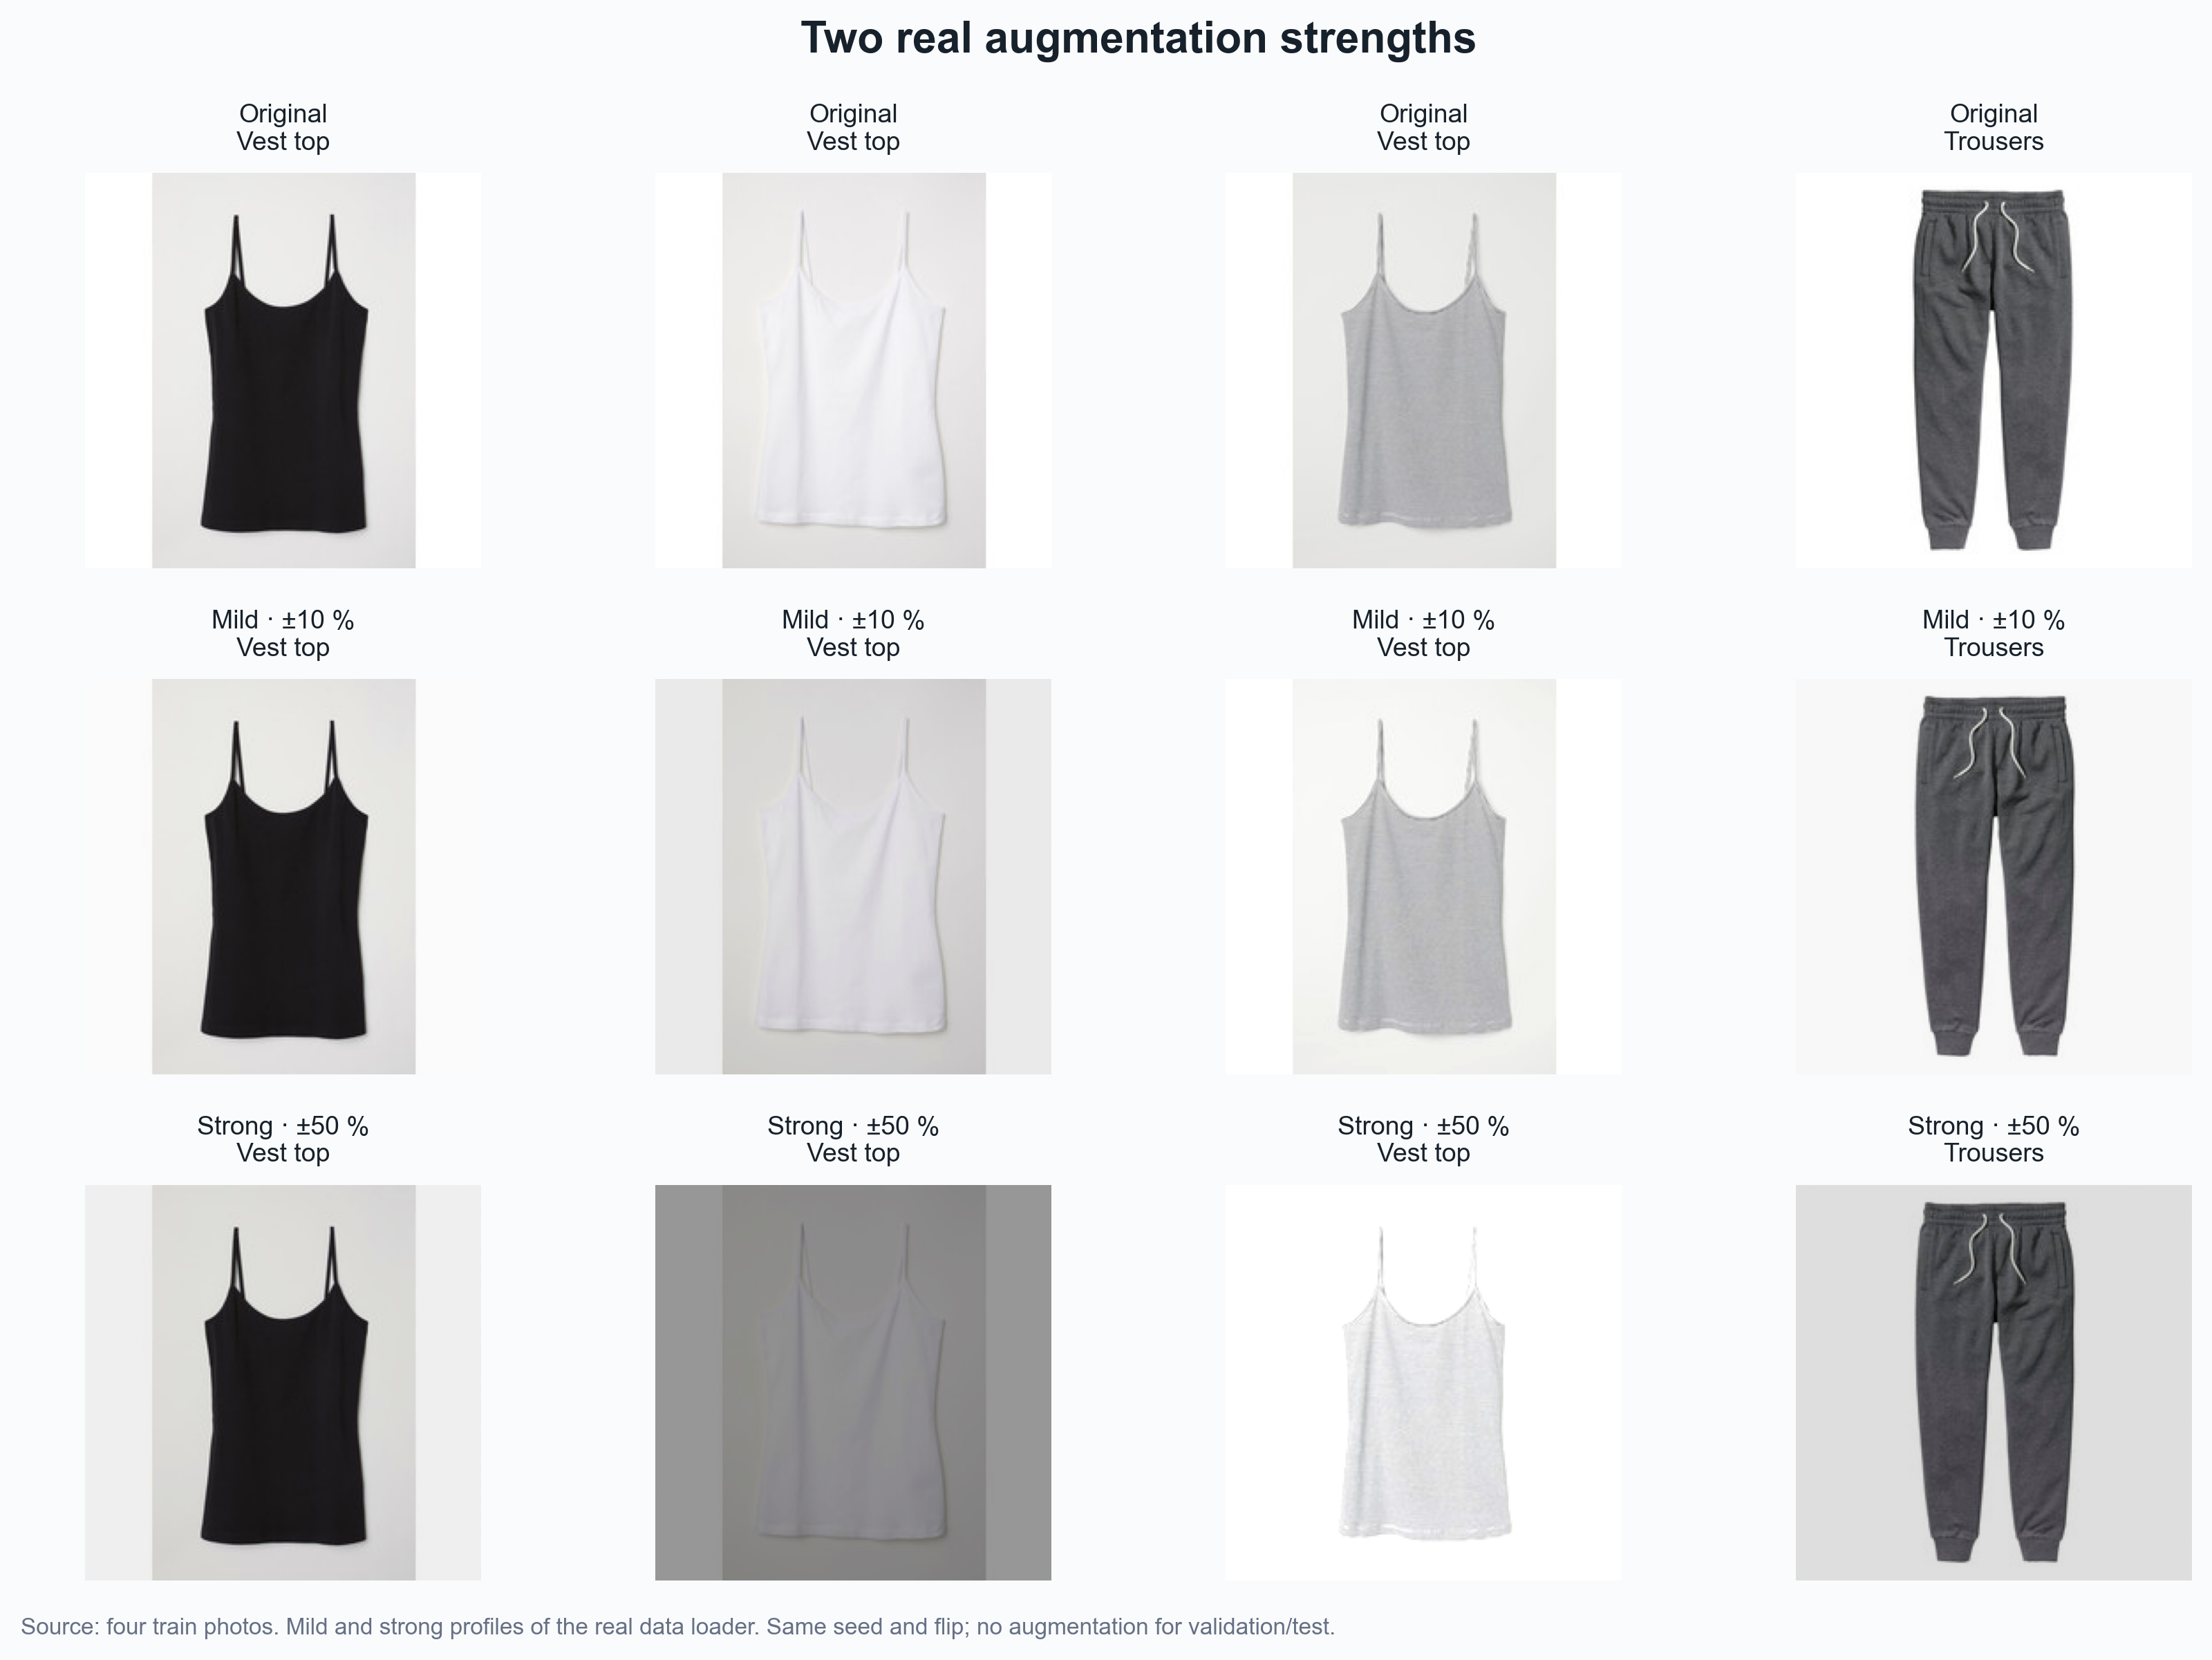 Two real augmentation strengths
Original
Vest top
Original
Vest top
Original
Vest top
Original
Trousers
Mild · ±10 %
Vest top
Mild · ±10 %
Vest top
Mild · ±10 %
Vest top
Mild · ±10 %
Trousers
Strong · ±50 %
Vest top
Strong · ±50 %
Vest top
Strong · ±50 %
Vest top
Strong · ±50 %
Trousers
Source: four train photos. Mild and strong profiles of the real data loader. Same seed and flip; no augmentation for validation/test.